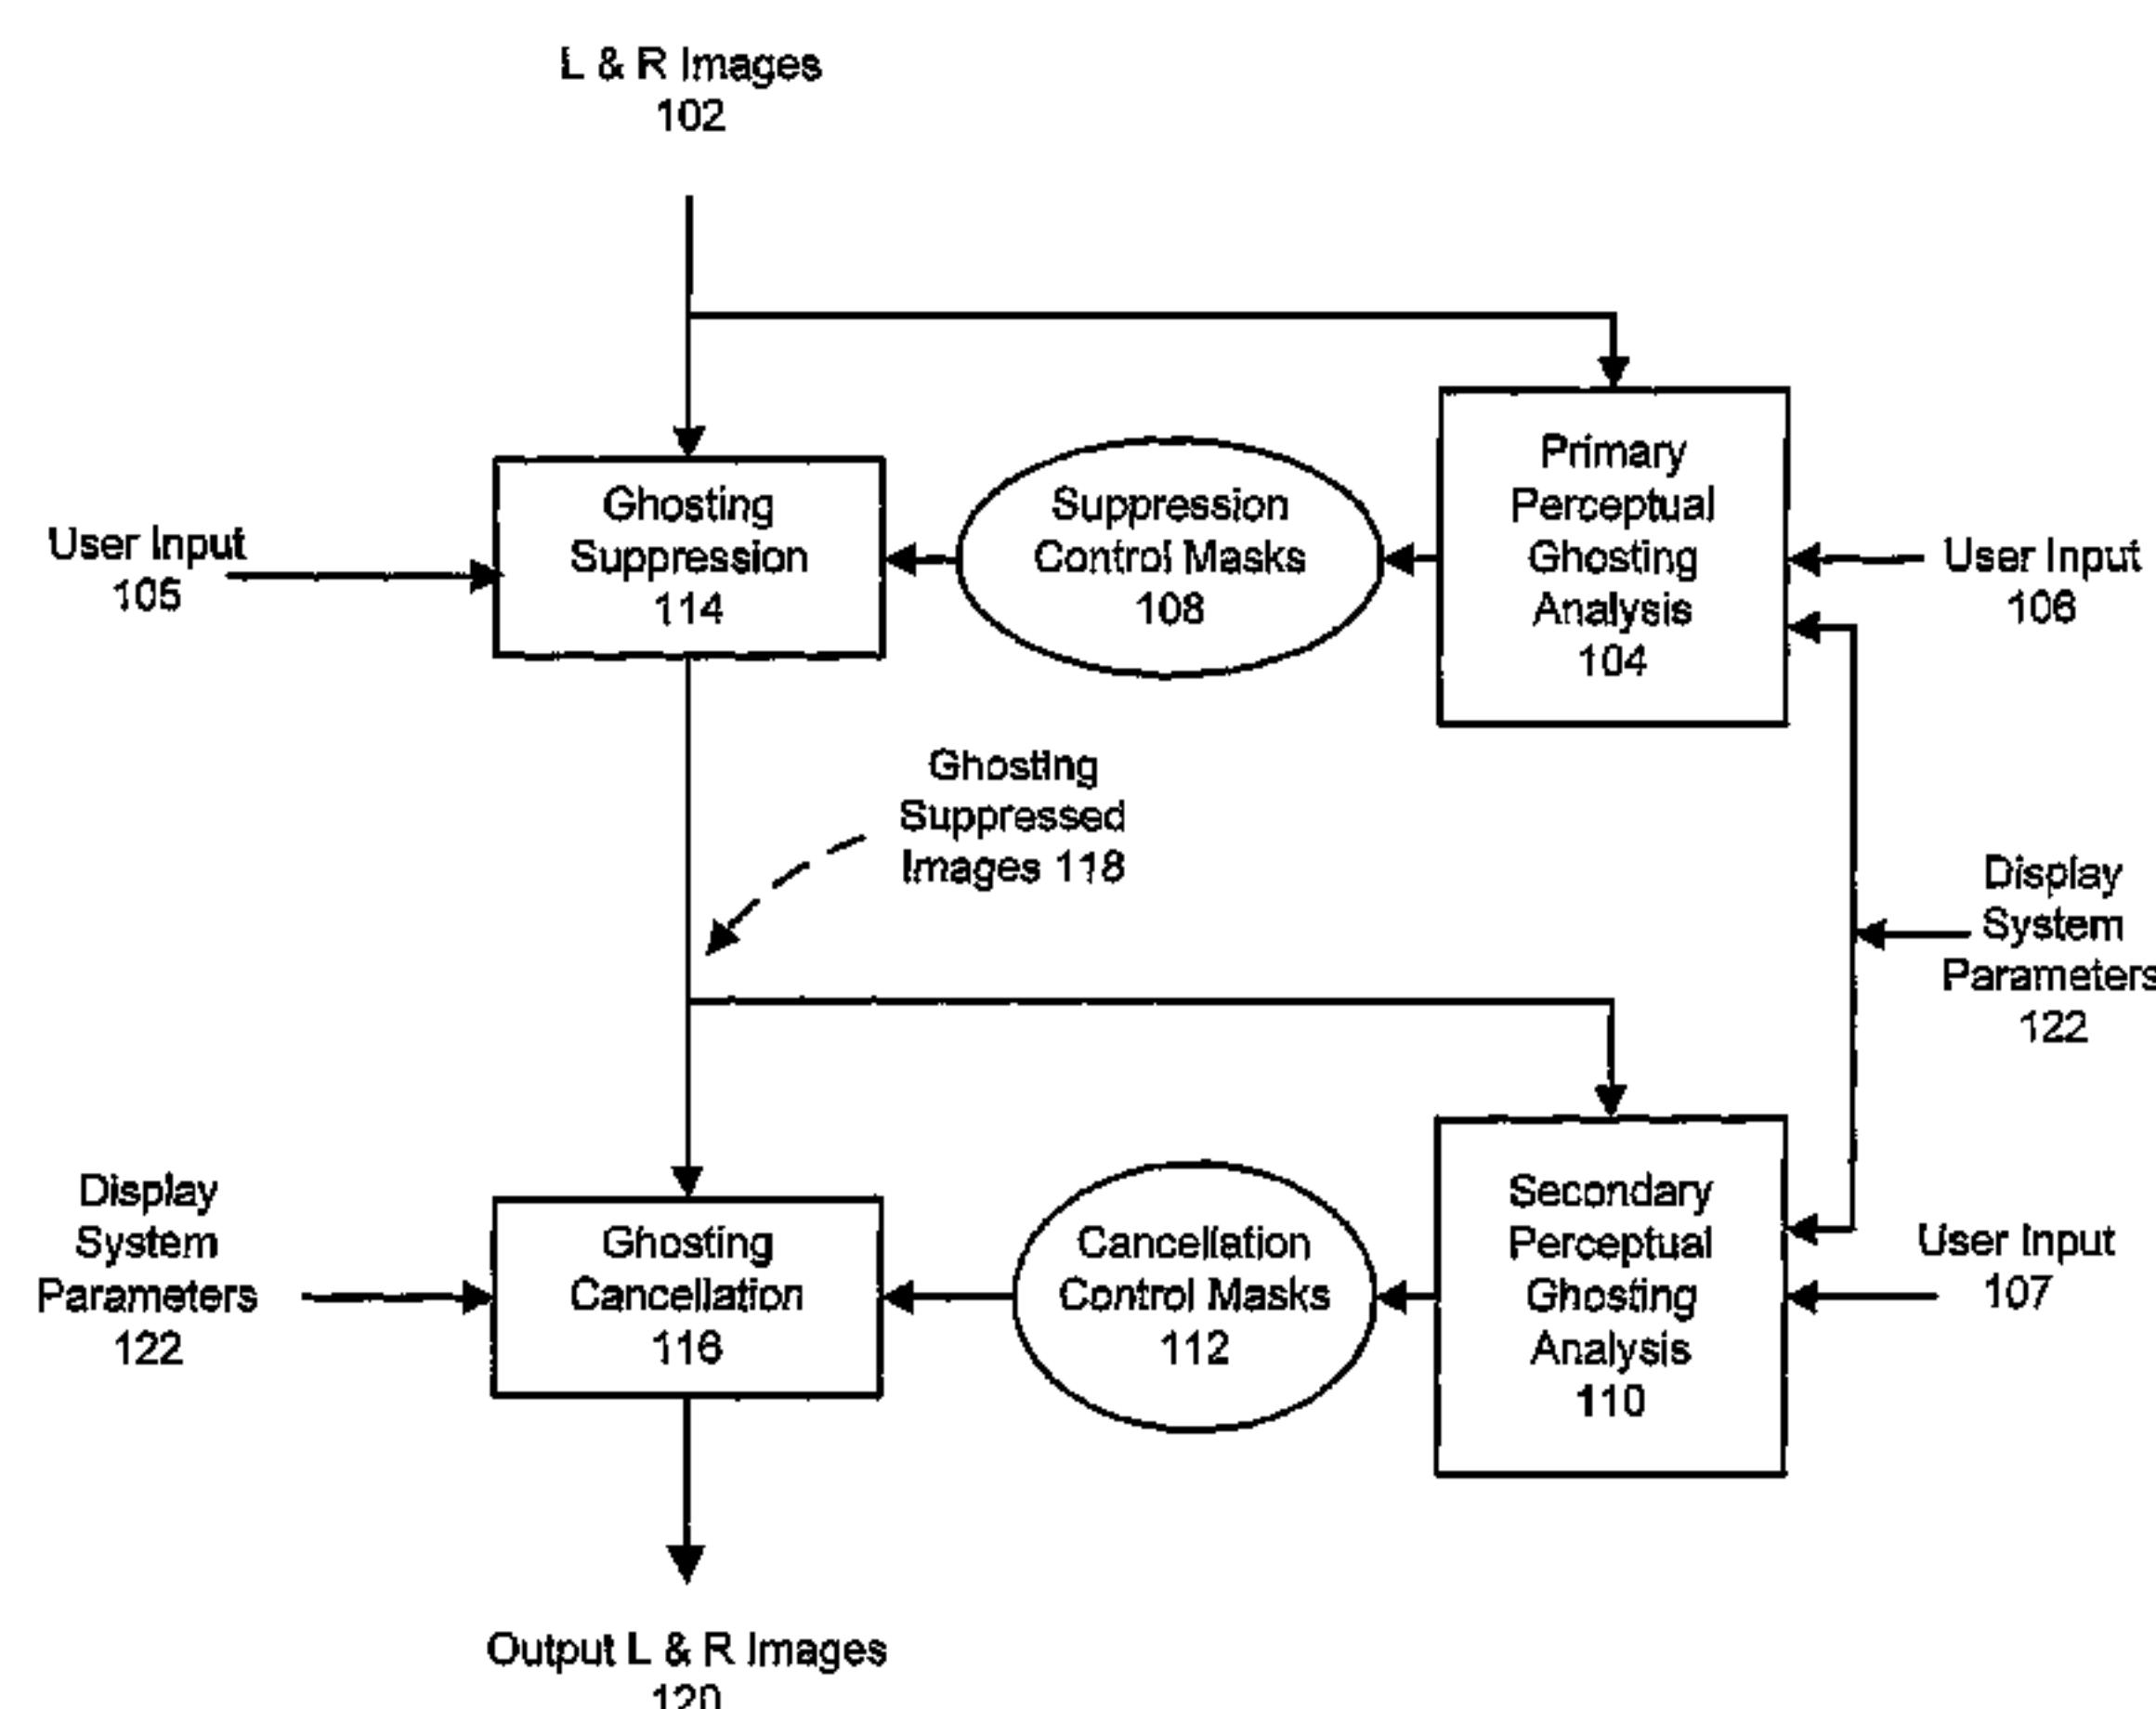 L & R Images
102
Ghosting
Suppression
114
Suppression
Control Masks
108
Primary
Perceptual
Ghosting
Analysis
104
User Input
105
User Input
106
Ghosting
Suppressed
Images 118
Display
System
Parameters
122
Display
System
Parameters
122
Ghosting
Cancellation
116
Cancellation
Control Masks
112
Secondary
Perceptual
Ghosting
Analysis
110
User Input
107
Output L & R Images
120